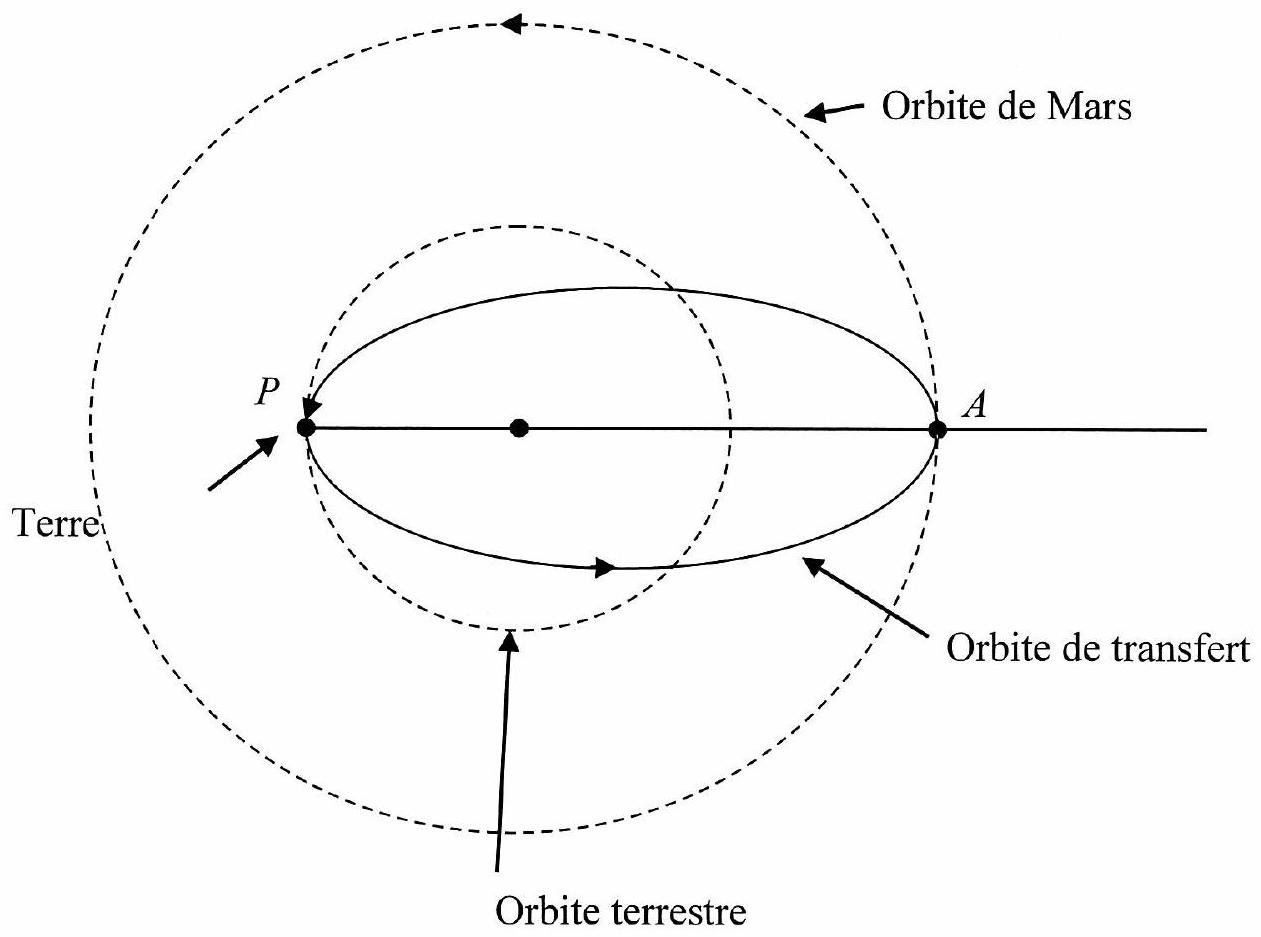 Orbite de Mars
P
A
Terre
Orbite de transfert
Orbite terrestre